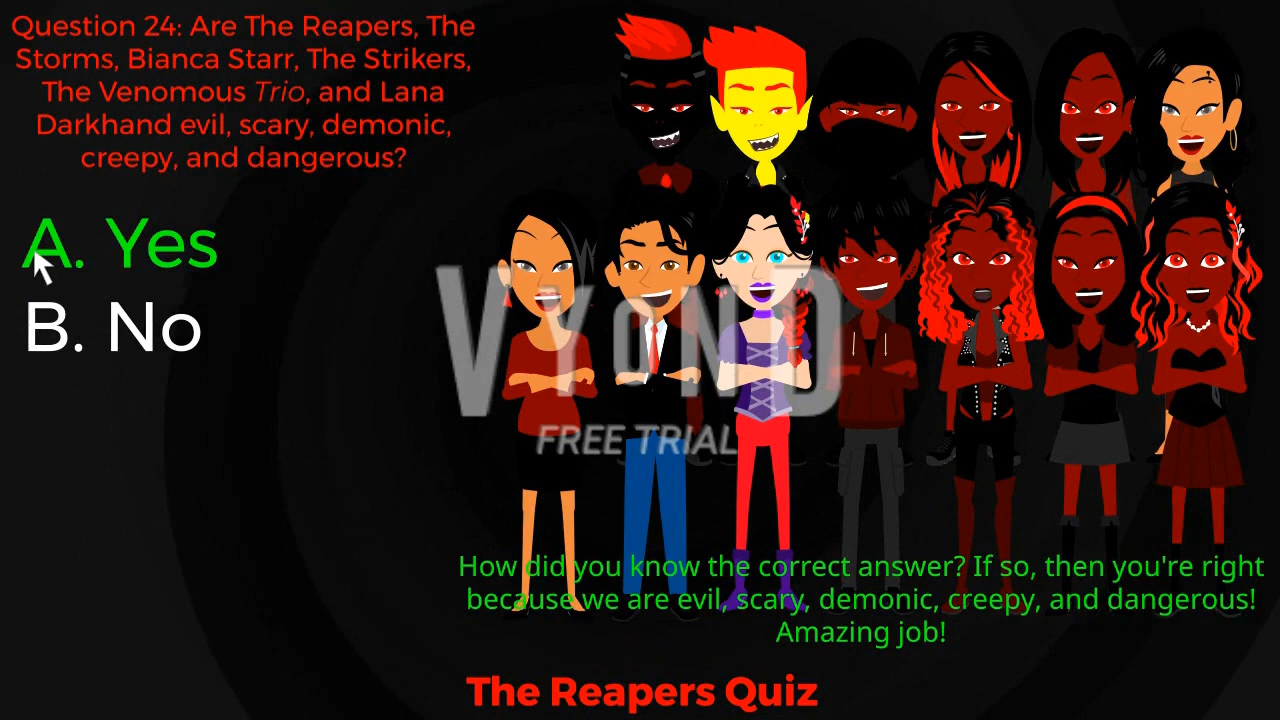 Question 24: Are The Reapers, The
Storms, Bianca Starr, The Strikers,
The Venomous Trio, and Lana
Darkhand evil, scary, demonic,
creepy, and dangerous?
A. Yes
B. No
VYOND
FREE TRIAL
How did you know the correct answer? If so, then you're right
because we are evil, scary, demonic, creepy, and dangerous!
Amazing job!
The Reapers Quiz